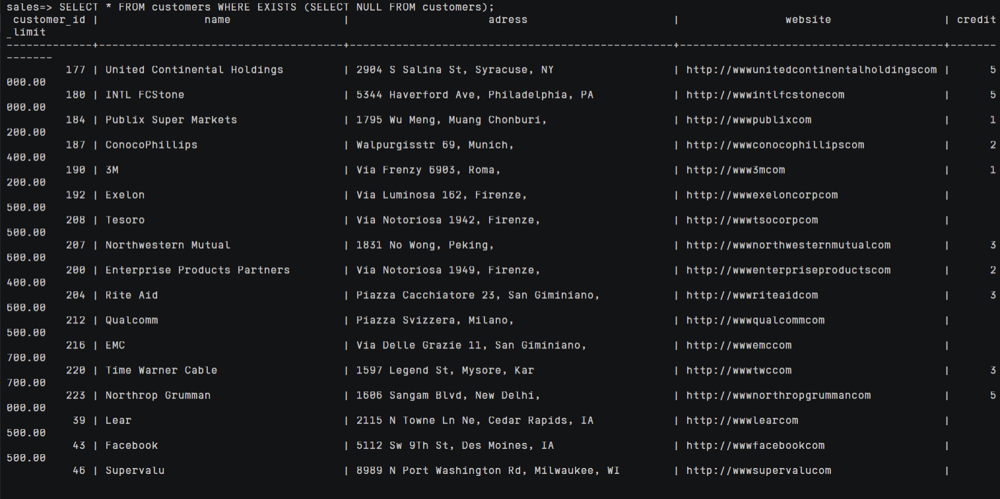 sales=> SELECT * FROM customers WHERE EXISTS (SELECT NULL FROM customers);
 customer_id |                name                 |                     adress                      |                website                 | credit
_limit
-------------+-------------------------------------+-------------------------------------------------+----------------------------------------+-------
-------
         177 | United Continental Holdings         | 2904 S Salina St, Syracuse, NY                  | http://wwwunitedcontinentalholdingscom |      5
000.00
         180 | INTL FCStone                        | 5344 Haverford Ave, Philadelphia, PA            | http://wwwintlfcstonecom               |      5
000.00
         184 | Publix Super Markets                | 1795 Wu Meng, Muang Chonburi,                   | http://wwwpublixcom                    |      1
200.00
         187 | ConocoPhillips                      | Walpurgisstr 69, Munich,                        | http://wwwconocophillipscom            |      2
400.00
         190 | 3M                                  | Via Frenzy 6903, Roma,                          | http://www3mcom                        |      1
200.00
         192 | Exelon                              | Via Luminosa 162, Firenze,                      | http://wwwexeloncorpcom                |
500.00
         208 | Tesoro                              | Via Notoriosa 1942, Firenze,                    | http://wwwtsocorpcom                   |
500.00
         207 | Northwestern Mutual                 | 1831 No Wong, Peking,                           | http://wwwnorthwesternmutualcom        |      3
600.00
         200 | Enterprise Products Partners        | Via Notoriosa 1949, Firenze,                    | http://wwwenterpriseproductscom        |      2
400.00
         204 | Rite Aid                            | Piazza Cacchiatore 23, San Giminiano,           | http://wwwriteaidcom                   |      3
600.00
         212 | Qualcomm                            | Piazza Svizzera, Milano,                        | http://wwwqualcommcom                  |
500.00
         216 | EMC                                 | Via Delle Grazie 11, San Giminiano,             | http://wwwemccom                       |
700.00
         220 | Time Warner Cable                   | 1597 Legend St, Mysore, Kar                     | http://wwwtwccom                       |      3
700.00
         223 | Northrop Grumman                    | 1606 Sangam Blvd, New Delhi,                    | http://wwwnorthropgrummancom           |      5
000.00
          39 | Lear                                | 2115 N Towne Ln Ne, Cedar Rapids, IA            | http://wwwlearcom                      |
500.00
          43 | Facebook                            | 5112 Sw 9Th St, Des Moines, IA                  | http://wwwfacebookcom                  |
500.00
          46 | Supervalu                           | 8989 N Port Washington Rd, Milwaukee, WI        | http://wwwsupervalucom                 |